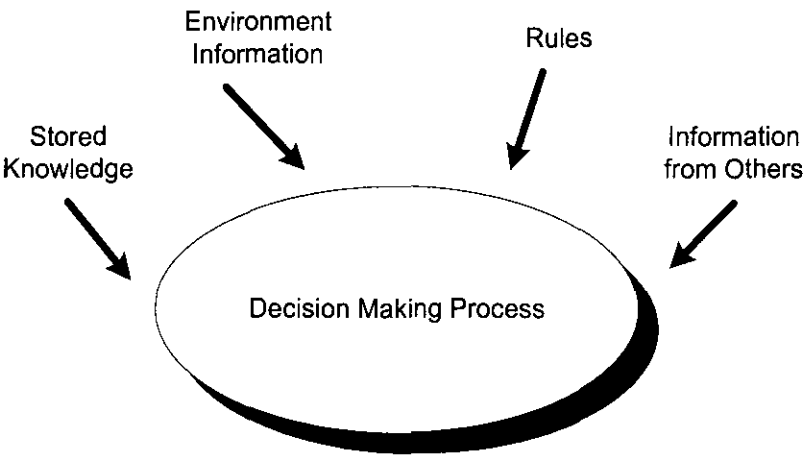 Environment
Information
Rules
Stored
Knowledge
Information
from Others
Decision Making Process